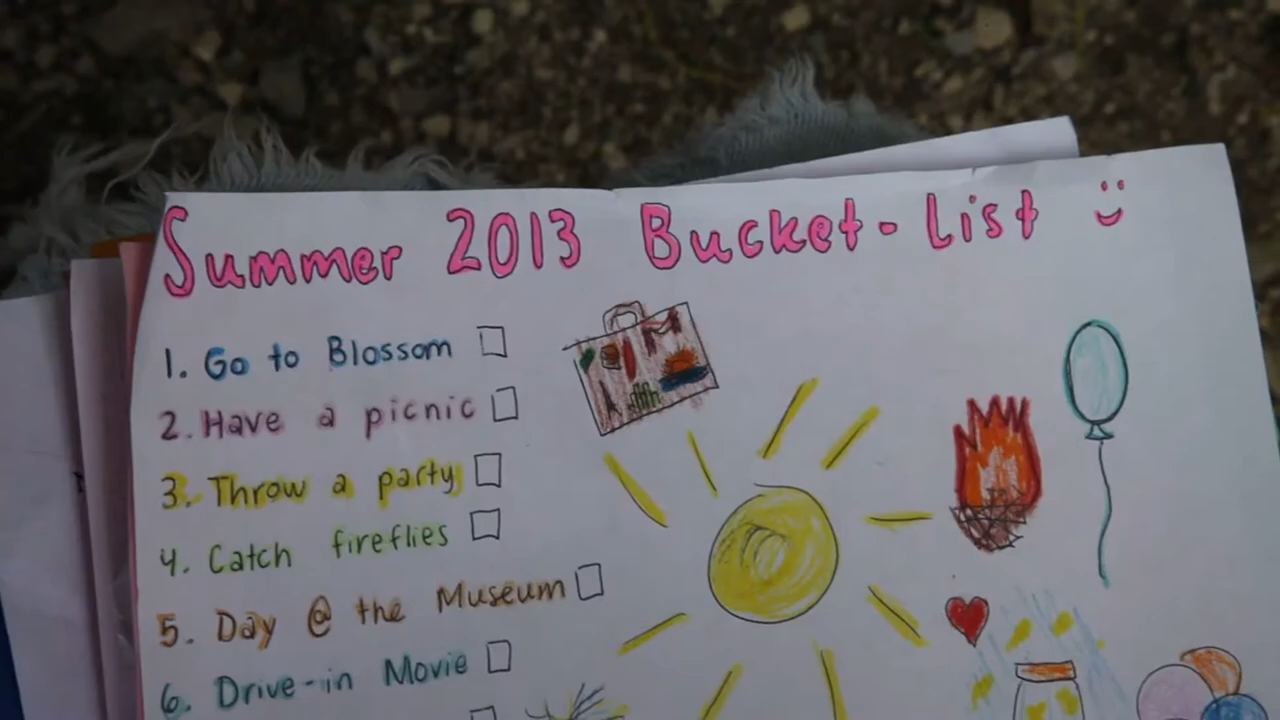 Summer 2013 Bucket-List
1. Go to Blossom
2. Have a picnic
3. Throw a party
4. Catch fireflies
5. Day @ the Museum
6. Drive-in Movie